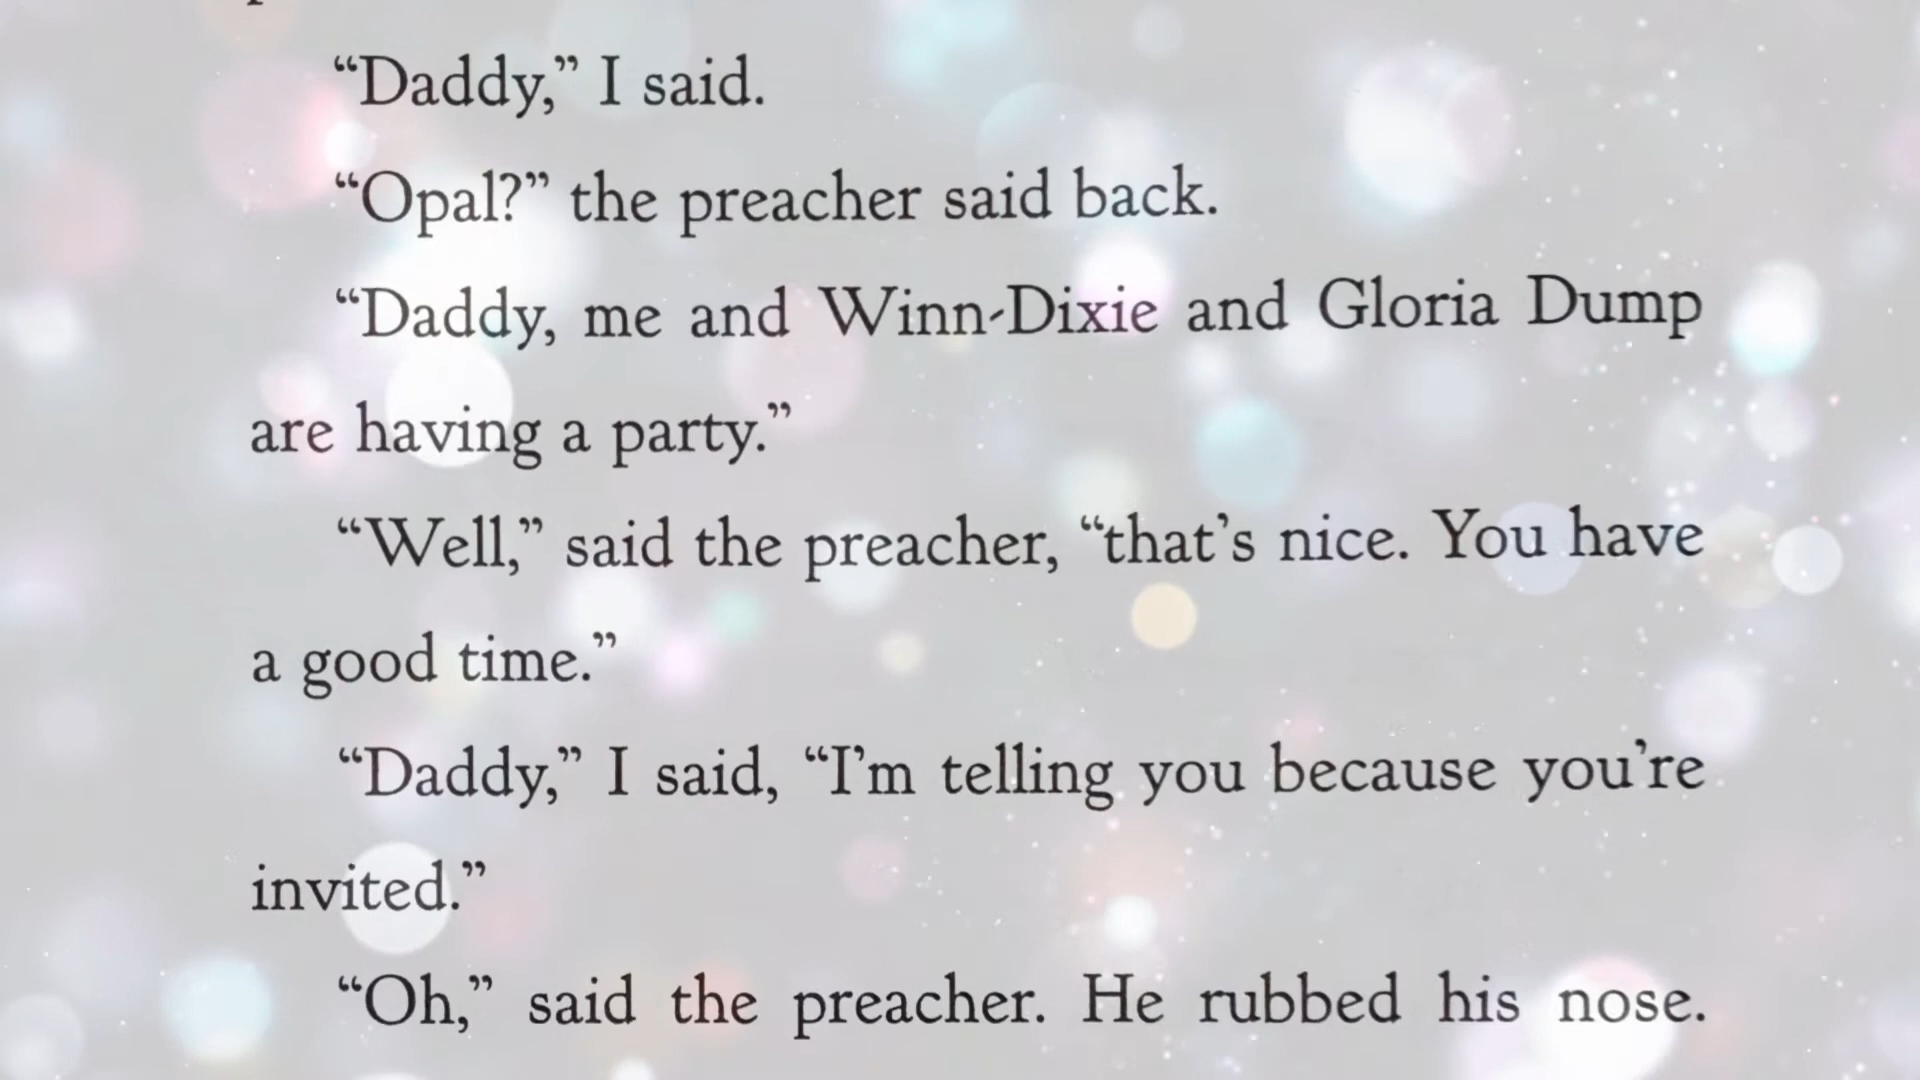 “Daddy,” I said.
“Opal?” the preacher said back.
“Daddy, me and Winn-Dixie and Gloria Dump
are having a party.”
“Well,” said the preacher, “that’s nice. You have
a good time.”
“Daddy,” I said, “I’m telling you because you’re
invited.”
“Oh,” said the preacher. He rubbed his nose.